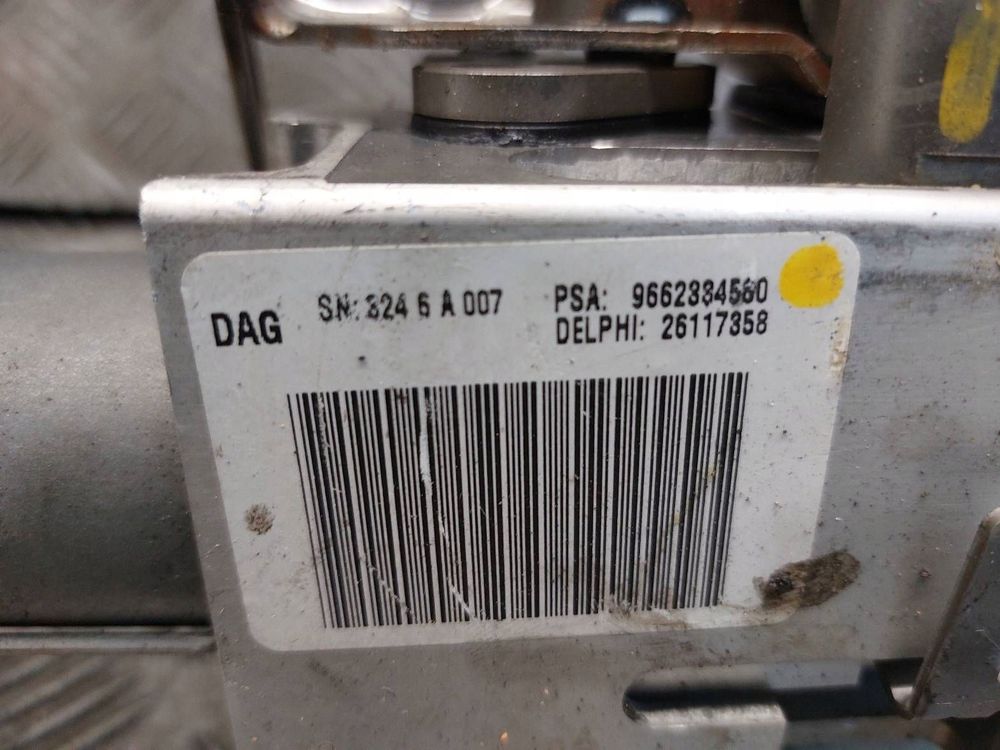 DAG
SN: 324 6 A 007
PSA: 9662334580
DELPHI: 26117358